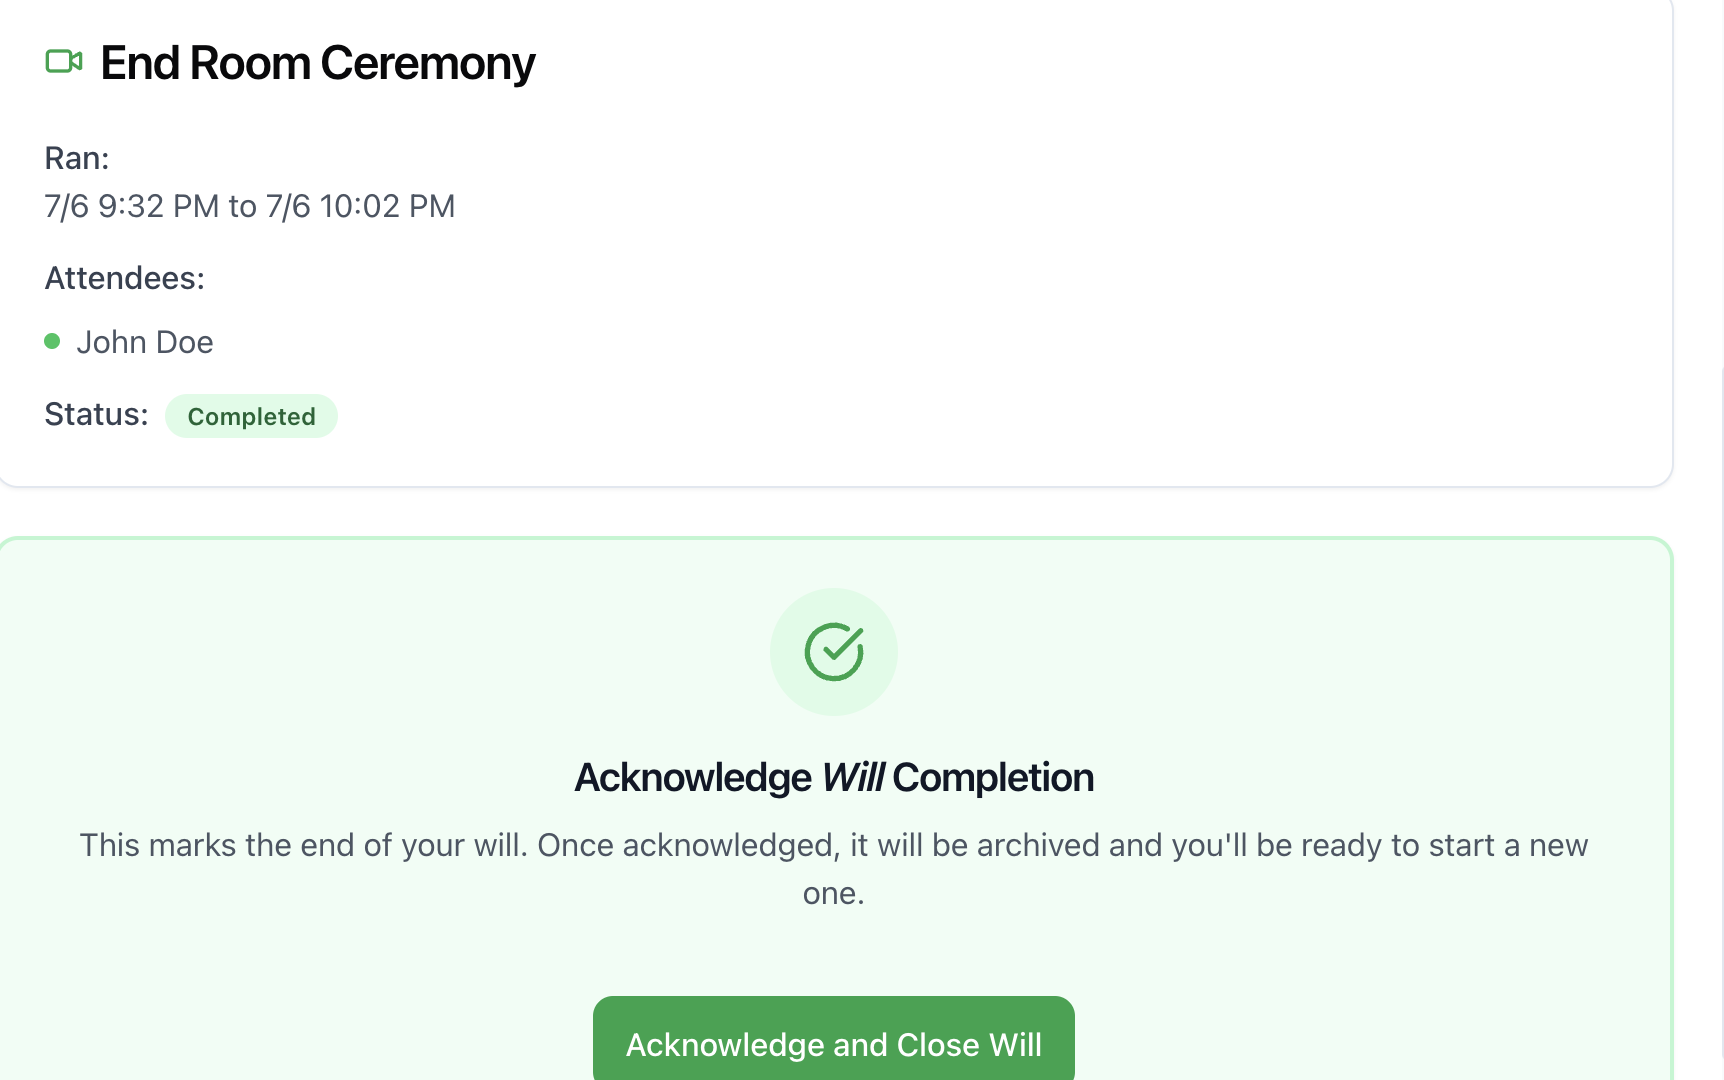 End Room Ceremony
Ran:
7/6 9:32 PM to 7/6 10:02 PM
Attendees:
John Doe
Status: Completed
Acknowledge Will Completion
This marks the end of your will. Once acknowledged, it will be archived and you'll be ready to start a new
one.
Acknowledge and Close Will